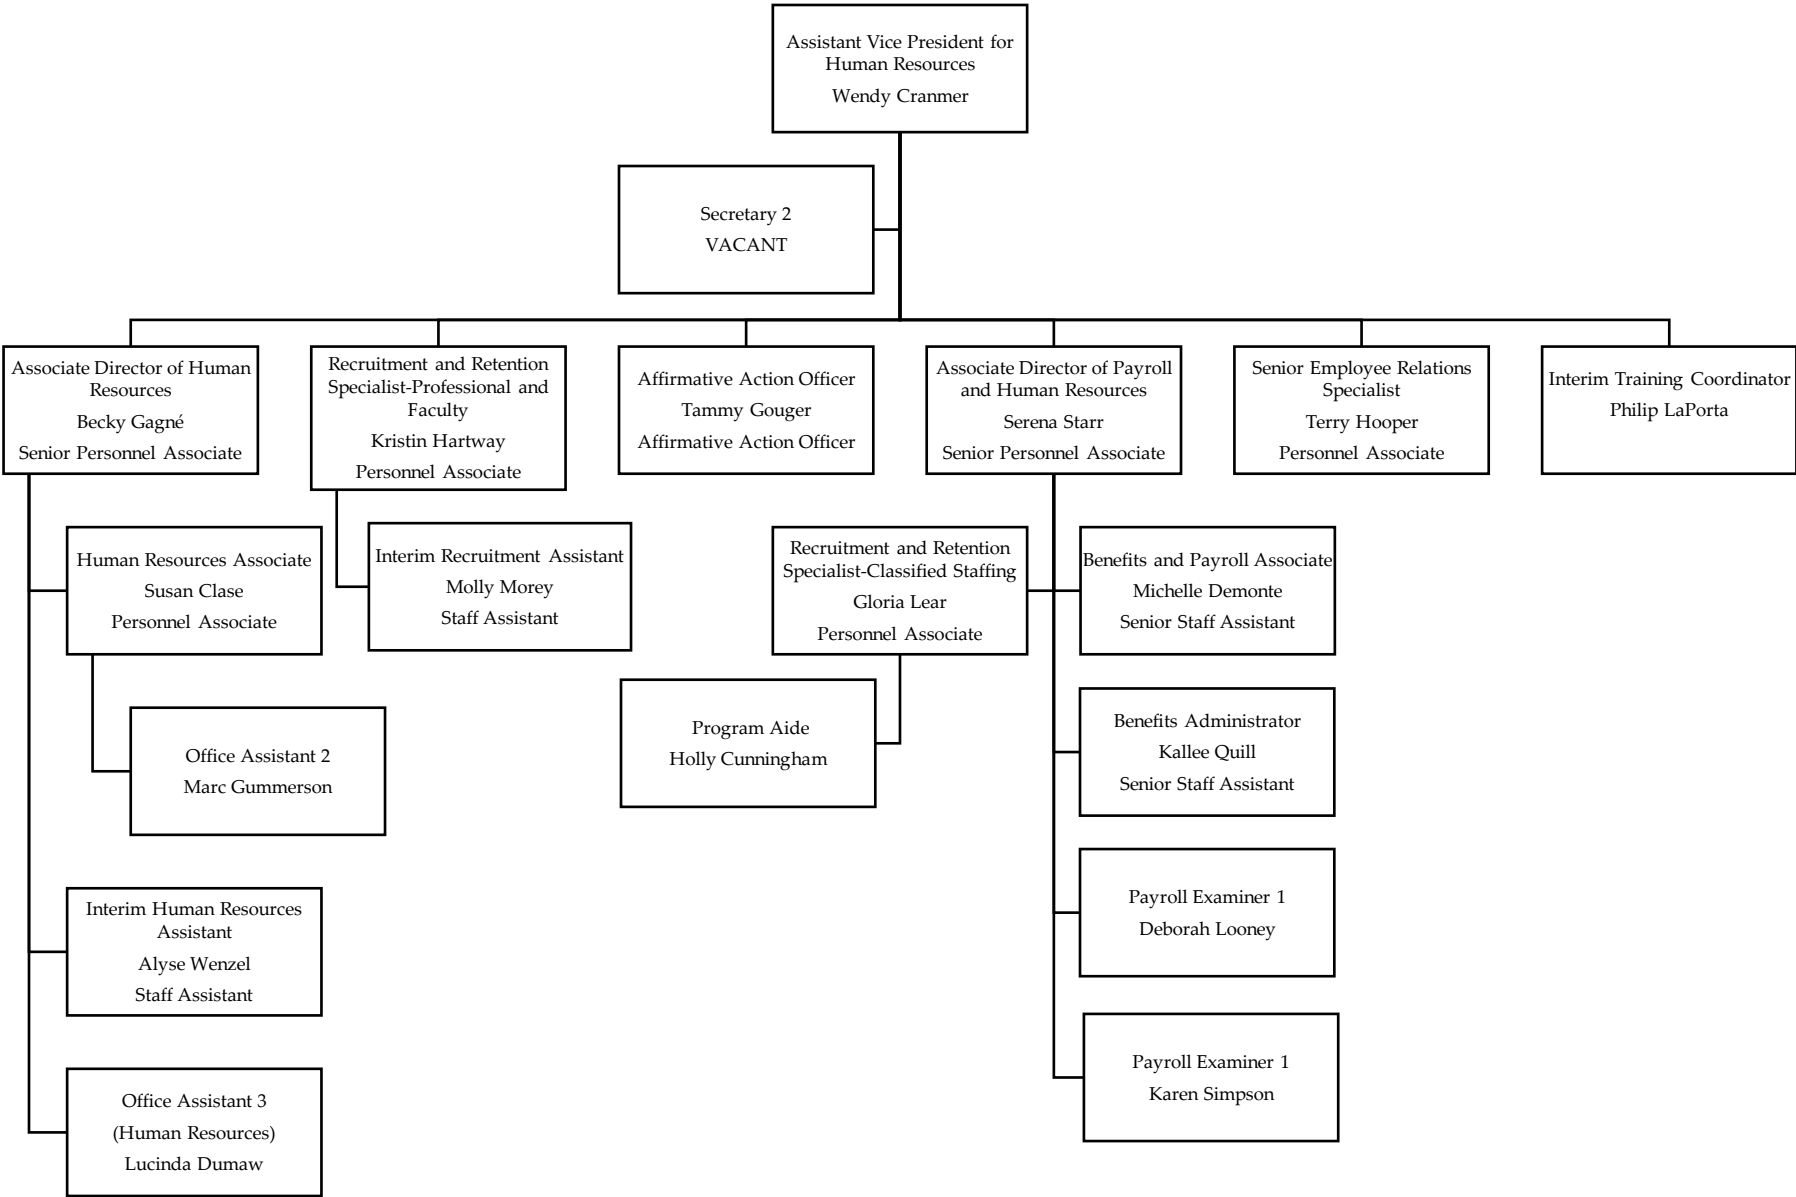 Assistant Vice President for
Human Resources
Wendy Cranmer
Secretary 2
VACANT
Associate Director of Human
Resources
Becky Gagné
Senior Personnel Associate
Recruitment and Retention
Specialist-Professional and
Faculty
Kristin Hartway
Personnel Associate
Affirmative Action Officer
Tammy Gouger
Affirmative Action Officer
Associate Director of Payroll
and Human Resources
Serena Starr
Senior Personnel Associate
Senior Employee Relations
Specialist
Terry Hooper
Personnel Associate
Interim Training Coordinator
Philip LaPorta
Human Resources Associate
Susan Clase
Personnel Associate
Interim Recruitment Assistant
Molly Morey
Staff Assistant
Recruitment and Retention
Specialist-Classified Staffing
Gloria Lear
Personnel Associate
Benefits and Payroll Associate
Michelle Demonte
Senior Staff Assistant
Office Assistant 2
Marc Gummerson
Program Aide
Holly Cunningham
Benefits Administrator
Kallee Quill
Senior Staff Assistant
Interim Human Resources
Assistant
Alyse Wenzel
Staff Assistant
Payroll Examiner 1
Deborah Looney
Office Assistant 3
(Human Resources)
Lucinda Dumaw
Payroll Examiner 1
Karen Simpson